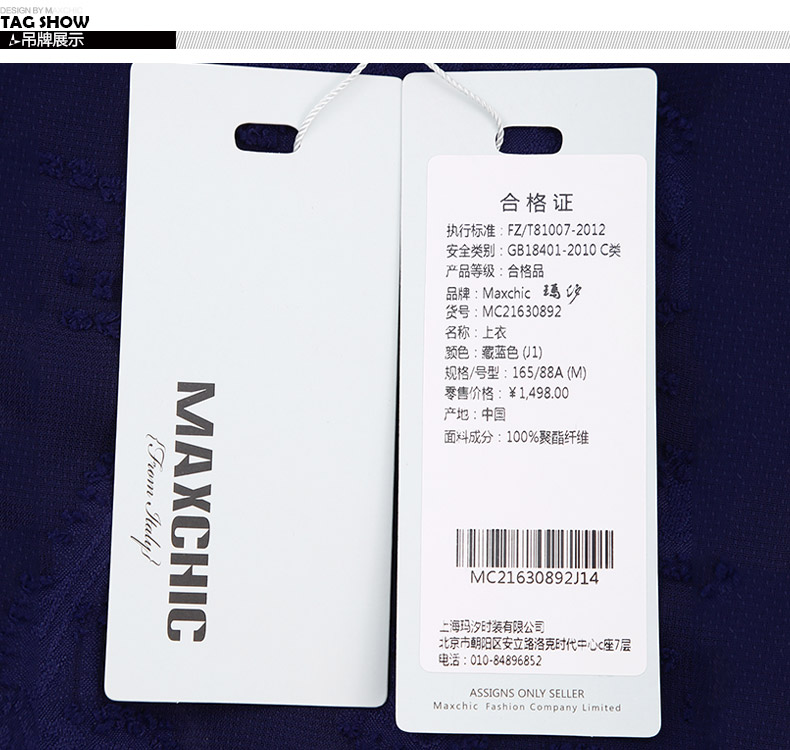 DESIGN BY MAXCHIC
TAG SHOW
吊牌展示
MAXCHIC
{From Italy}
合格证
执行标准：FZ/T81007-2012
安全类别：GB18401-2010 C类
产品等级：合格品
品牌：Maxchic 玛汐
货号：MC21630892
名称：上衣
颜色：藏蓝色 (J1)
规格/号型：165/88A (M)
零售价格：￥1,498.00
产地：中国
面料成分：100%聚酯纤维
MC21630892J14
上海玛汐时装有限公司
北京市朝阳区安立路洛克时代中心c座7层
电话：010-84896852
ASSIGNS ONLY SELLER
Maxchic Fashion Company Limited